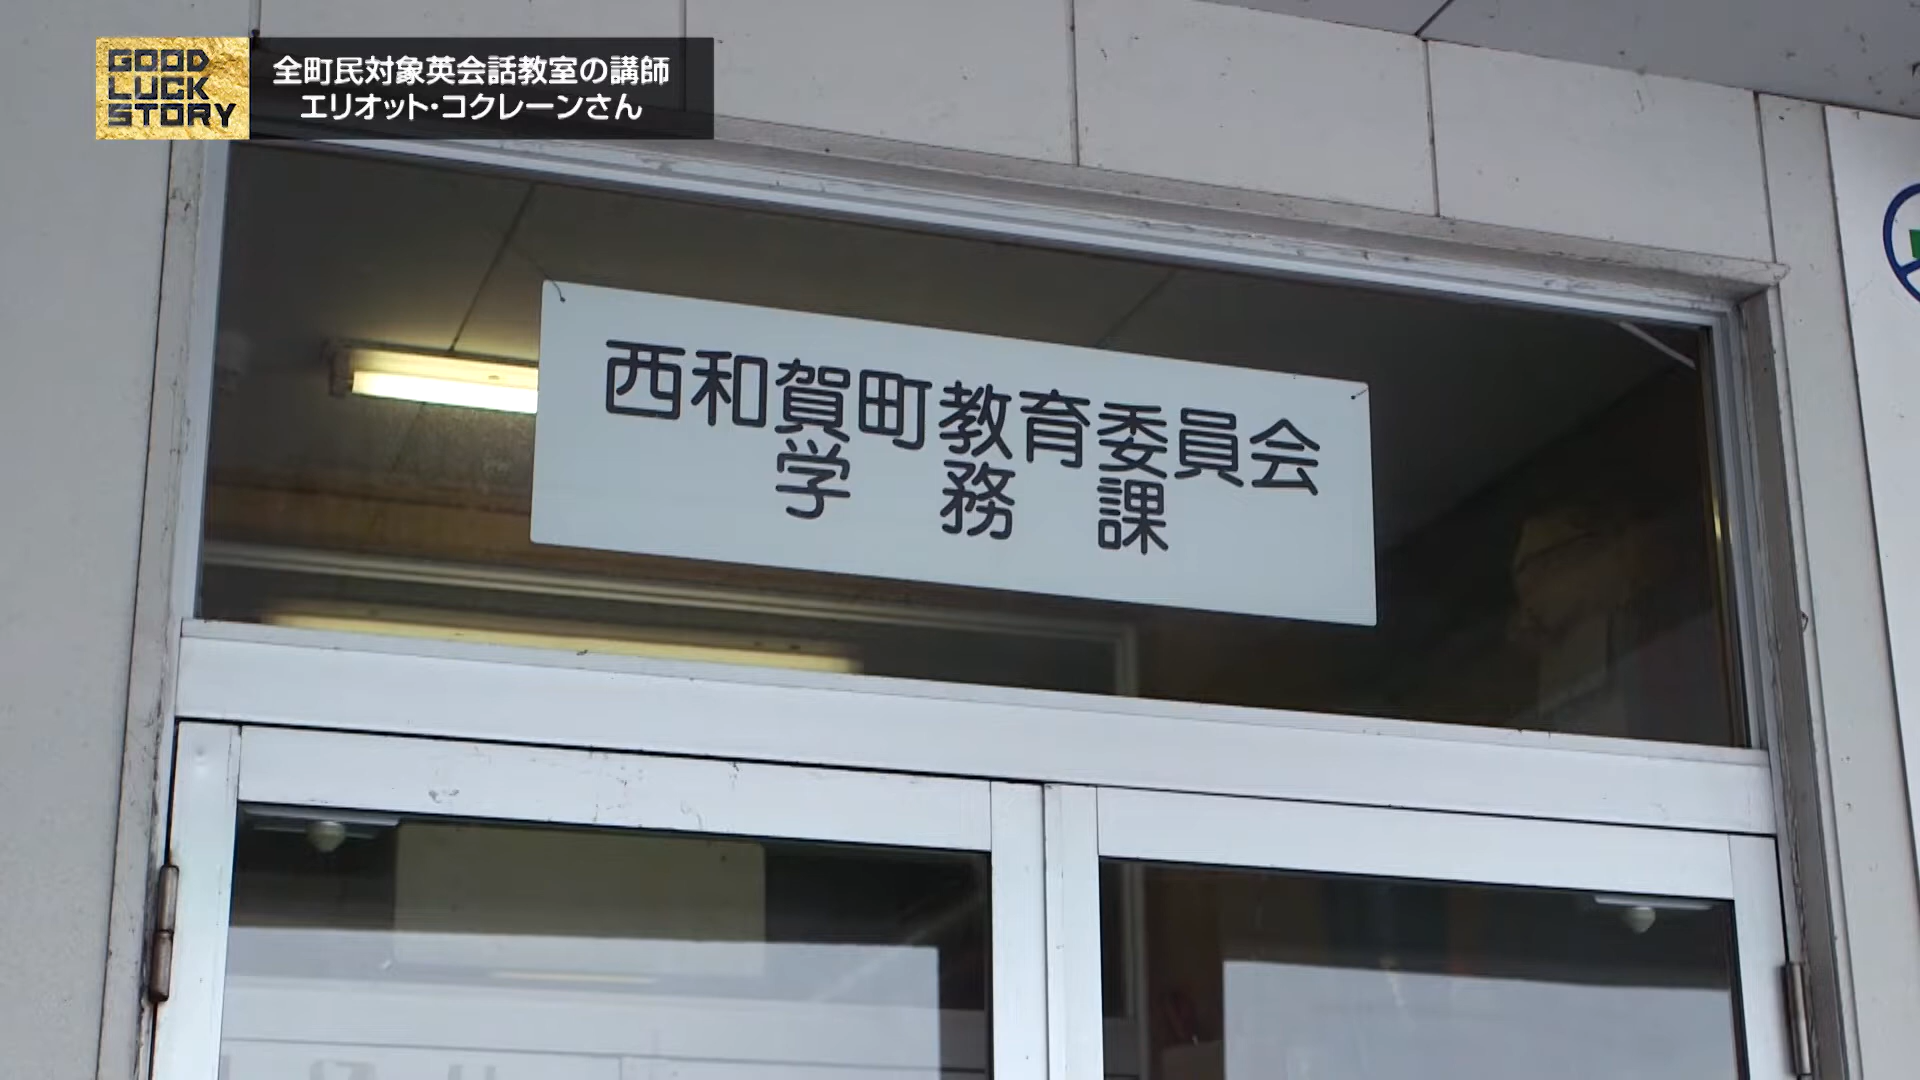 GOOD
LUCK
STORY
全町民対象英会話教室の講師
エリオット・コクレーンさん
西和賀町教育委員会
学務課